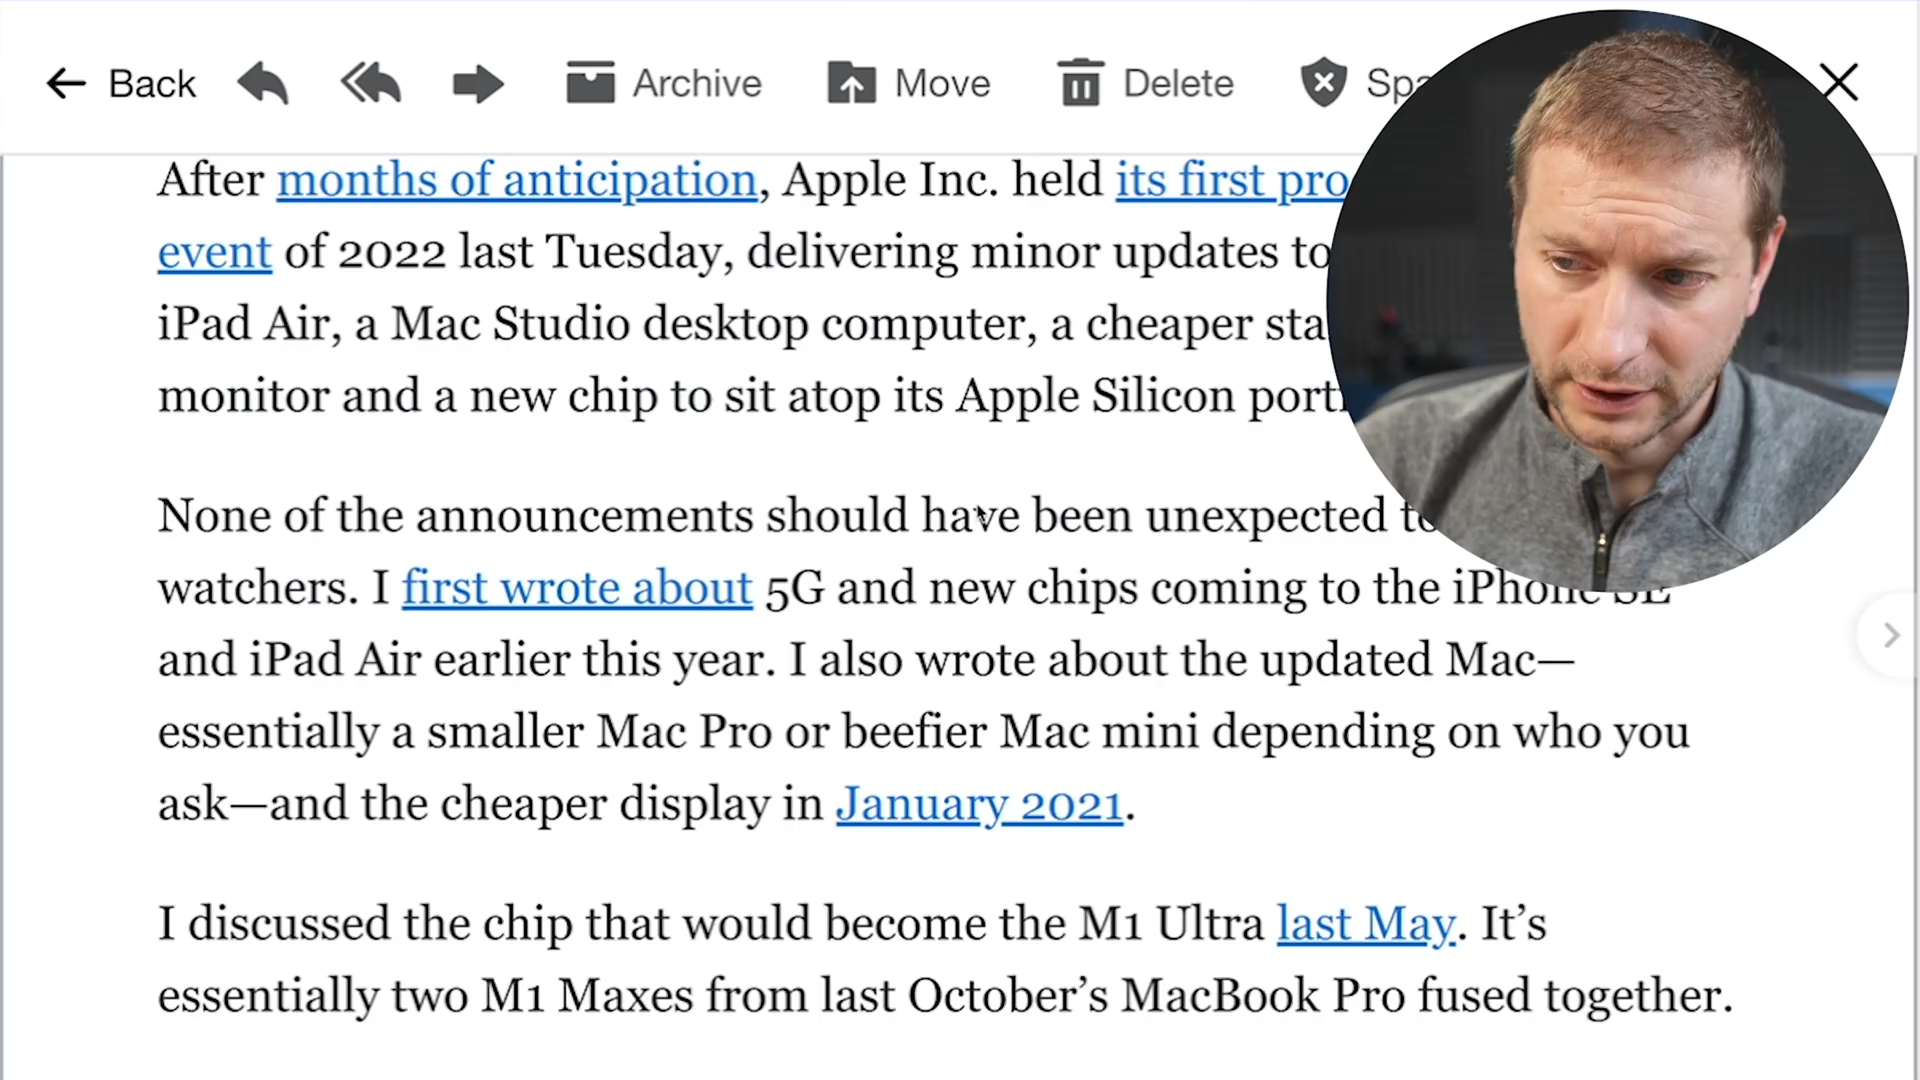 Back Archive Move Delete
After months of anticipation, Apple Inc. held its first
event of 2022 last Tuesday, delivering minor updates to
iPad Air, a Mac Studio desktop computer, a cheaper
monitor and a new chip to sit atop its Apple Silicon
None of the announcements should have been unexpected to
watchers. I first wrote about 5G and new chips coming to the iPhone SE
and iPad Air earlier this year. I also wrote about the updated Mac—
essentially a smaller Mac Pro or beefier Mac mini depending on who you
ask—and the cheaper display in January 2021.
I discussed the chip that would become the M1 Ultra last May. It’s
essentially two M1 Maxes from last October’s MacBook Pro fused together.